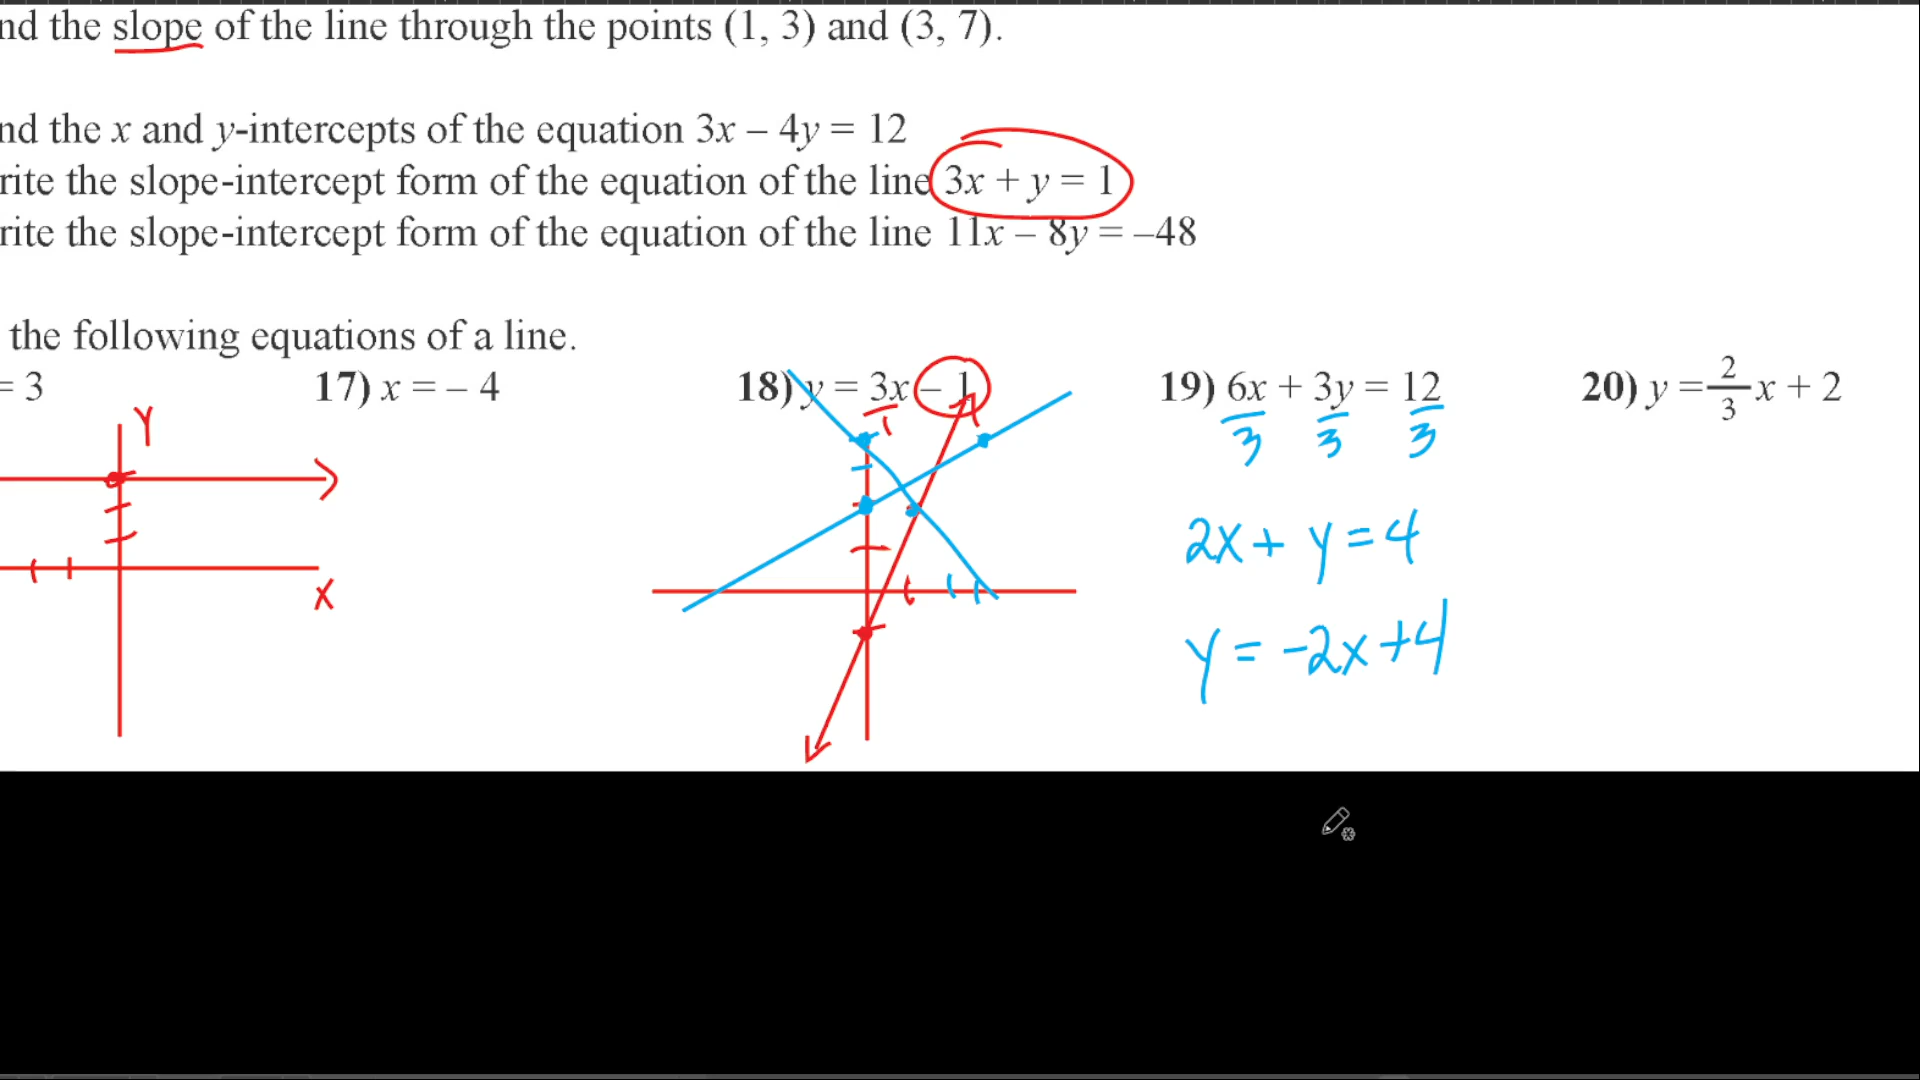 nd the slope of the line through the points (1, 3) and (3, 7).
nd the x and y-intercepts of the equation 3x – 4y = 12
rite the slope-intercept form of the equation of the line 3x + y = 1
rite the slope-intercept form of the equation of the line 11x – 8y = –48
the following equations of a line.
= 3 17) x = – 4 18) y = 3x – 1 19) 6x + 3y = 12 20) y = 2/3 x + 2
3 3 3
Y
2x + y = 4
X
y = -2x+4